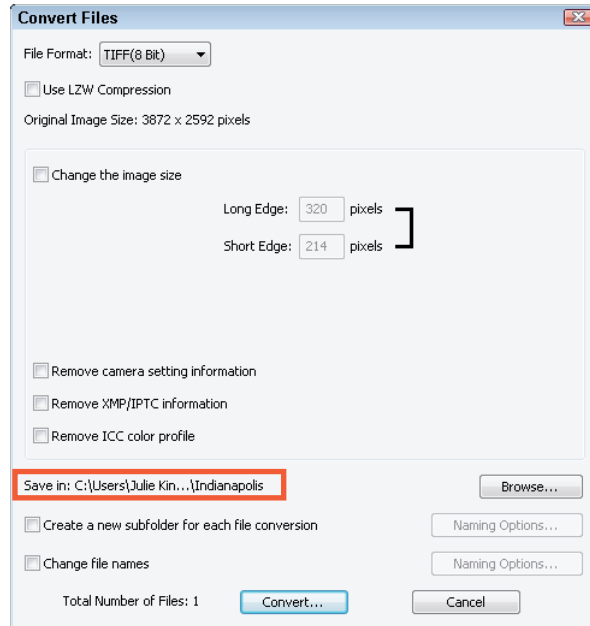 Convert Files
File Format: TIFF(8 Bit)
Use LZW Compression
Original Image Size: 3872 x 2592 pixels
Change the image size
Long Edge: 320 pixels
Short Edge: 214 pixels
Remove camera setting information
Remove XMP/IPTC information
Remove ICC color profile
Save in: C:\Users\Julie Kin...\Indianapolis Browse...
Create a new subfolder for each file conversion Naming Options...
Change file names Naming Options...
Total Number of Files: 1 Convert... Cancel